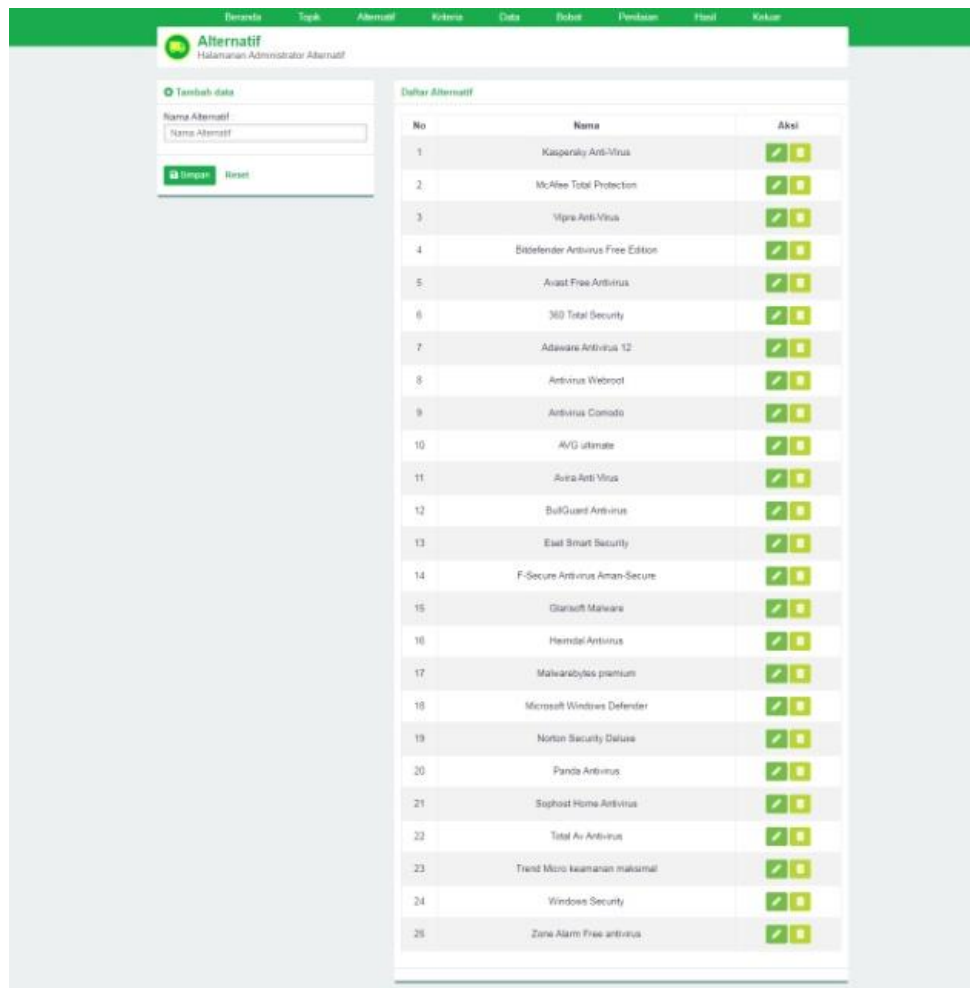 Beranda Topik Alternatif Kriteria Data Bobot Penilaian Hasil Keluar
Alternatif
Halamanan Administrator Alternatif
Tambah data
Nama Alternatif
Nama Alternatif
Simpan Reset
Daftar Alternatif
No Nama Aksi
1 Kaspersky Anti-Virus
2 McAfee Total Protection
3 Vipre Anti-Virus
4 Bitdefender Antivirus Free Edition
5 Avast Free Antivirus
6 360 Total Security
7 Adaware Antivirus 12
8 Antivirus Webroot
9 Antivirus Comodo
10 AVG ultimate
11 Avira Anti Virus
12 BullGuard Antivirus
13 Eset Smart Security
14 F-Secure Antivirus Aman-Secure
15 Glarisoft Malware
16 Heimdal Antivirus
17 Malwarebytes premium
18 Microsoft Windows Defender
19 Norton Security Deluxe
20 Panda Antivirus
21 Sophost Home Antivirus
22 Total Av Antivirus
23 Trend Micro keamanan maksimal
24 Windows Security
25 Zone Alarm Free antivirus